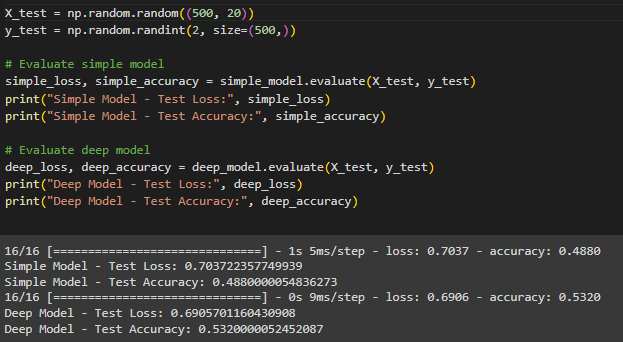 X_test = np.random.random((500, 20))
y_test = np.random.randint(2, size=(500,))
# Evaluate simple model
simple_loss, simple_accuracy = simple_model.evaluate(X_test, y_test)
print("Simple Model - Test Loss:", simple_loss)
print("Simple Model - Test Accuracy:", simple_accuracy)
# Evaluate deep model
deep_loss, deep_accuracy = deep_model.evaluate(X_test, y_test)
print("Deep Model - Test Loss:", deep_loss)
print("Deep Model - Test Accuracy:", deep_accuracy)
16/16 [==============================] - 1s 5ms/step - loss: 0.7037 - accuracy: 0.4880
Simple Model - Test Loss: 0.703722357749939
Simple Model - Test Accuracy: 0.4880000054836273
16/16 [==============================] - 0s 9ms/step - loss: 0.6906 - accuracy: 0.5320
Deep Model - Test Loss: 0.6905701160430908
Deep Model - Test Accuracy: 0.5320000052452087